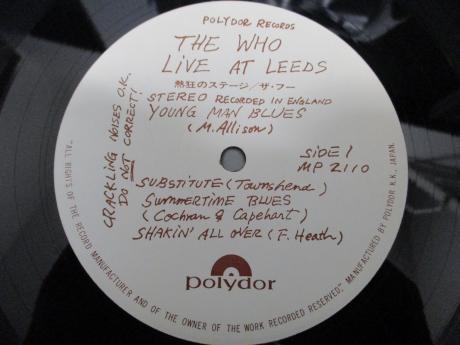 POLYDOR RECORDS
THE WHO
LiVE AT LEEDS
熱狂のステージ/ザ・フー
STEREO RECORDED IN ENGLAND
YOUNG MAN BLUES
(M. Allison)
CRACKLING NOISES O.K.
DO NOT CORRECT!
SiDE 1
MP 2110
SUBSTITUTE (Townshend)
SUMMERTIME BLUES
(Cochran & Capehart)
SHAKIN' ALL OVER (F. Heath)
polydor
"ALL RIGHTS OF THE RECORD MANUFACTURER AND OF THE OWNER OF THE WORK RECORDED RESERVED," MANUFACTURED BY POLYDOR K.K., JAPAN.